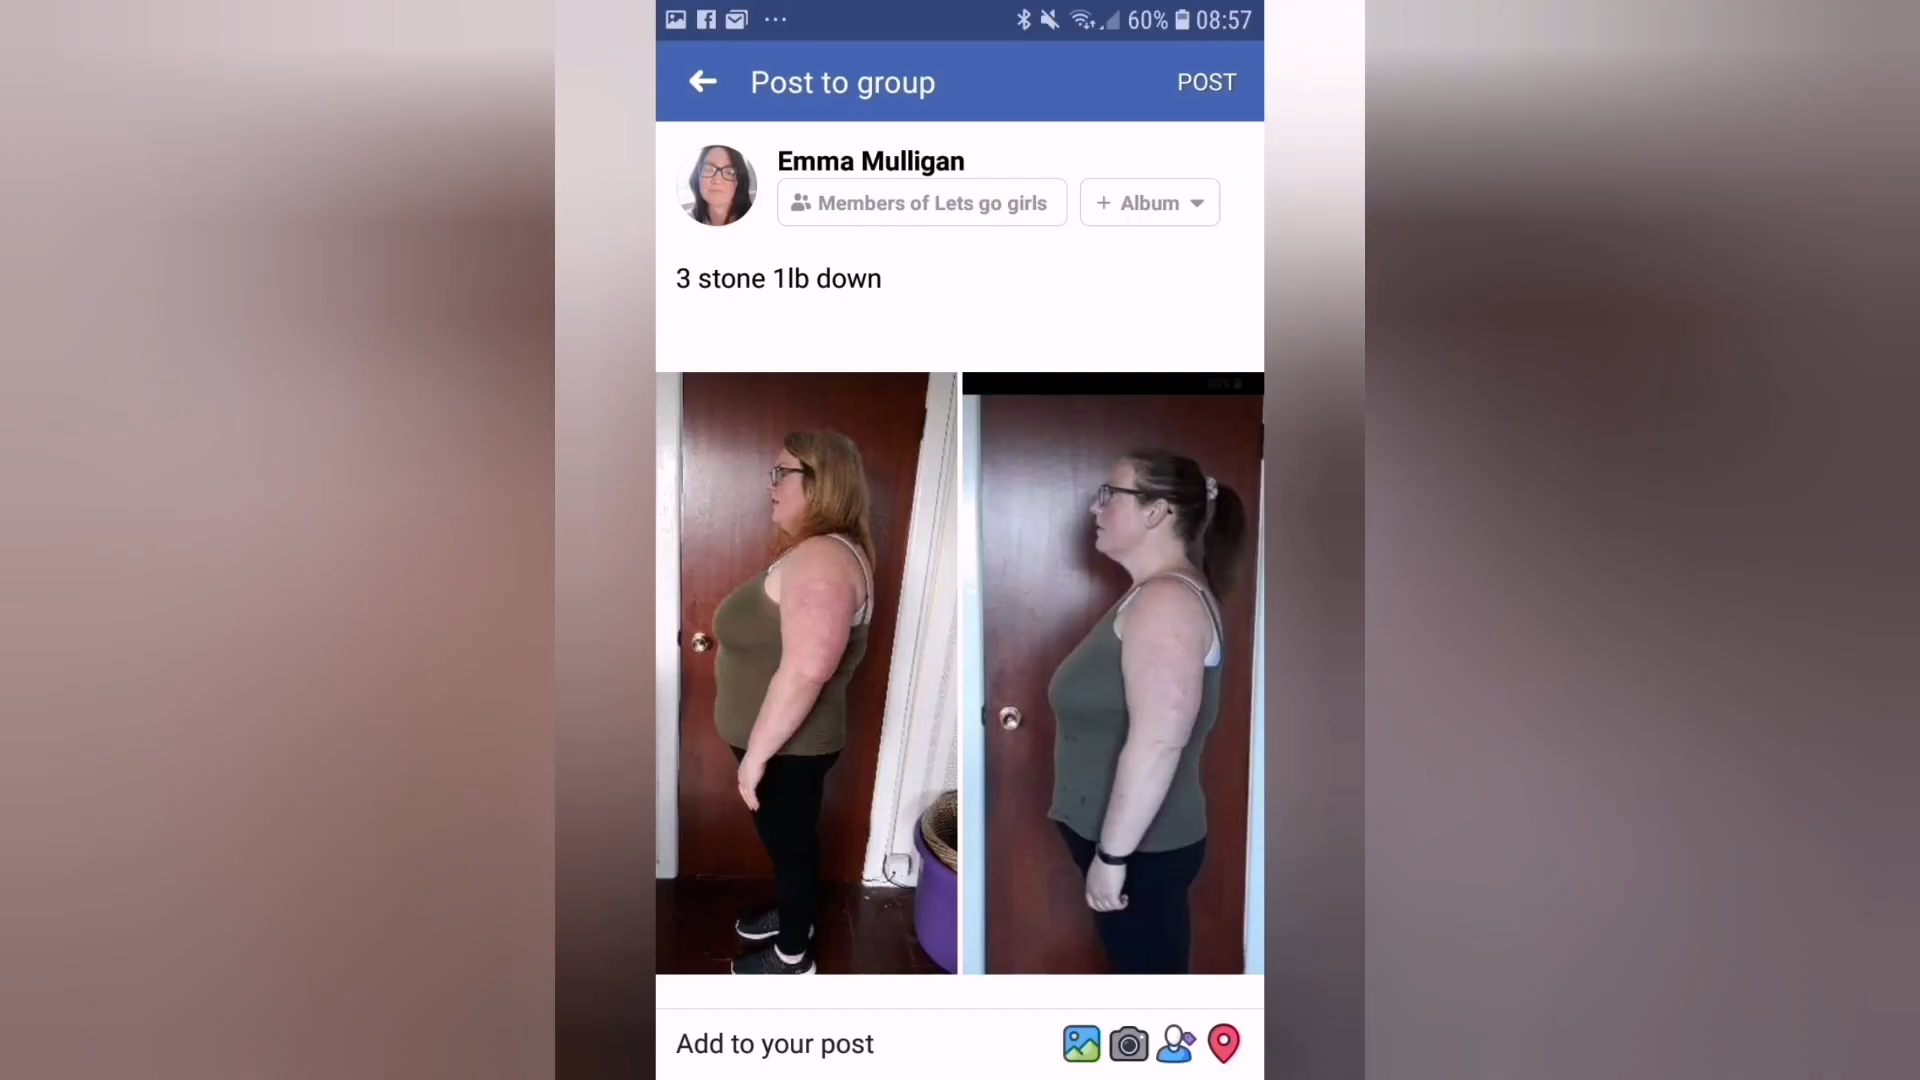 60% 08:57
Post to group POST
Emma Mulligan
Members of Lets go girls + Album
3 stone 1lb down
Add to your post